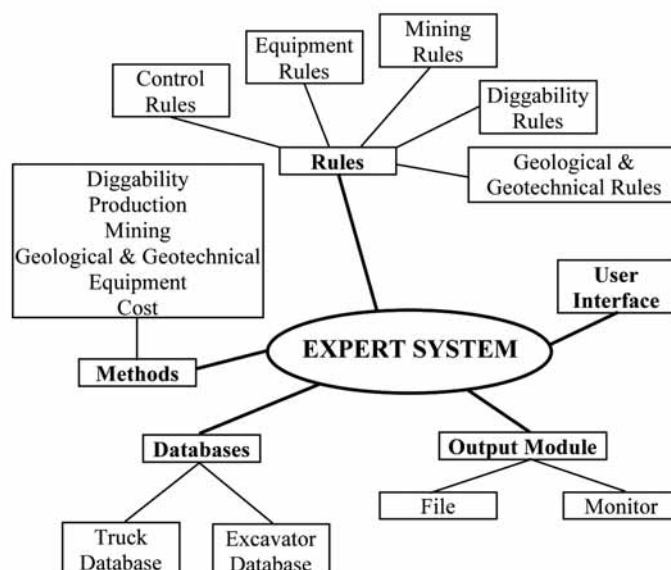 Mining
Rules
Equipment
Rules
Control
Rules
Diggability
Rules
Rules
Geological &
Geotechnical Rules
Diggability
Production
Mining
Geological & Geotechnical
Equipment
Cost
User
Interface
EXPERT SYSTEM
Methods
Databases
Output Module
File
Monitor
Truck
Database
Excavator
Database